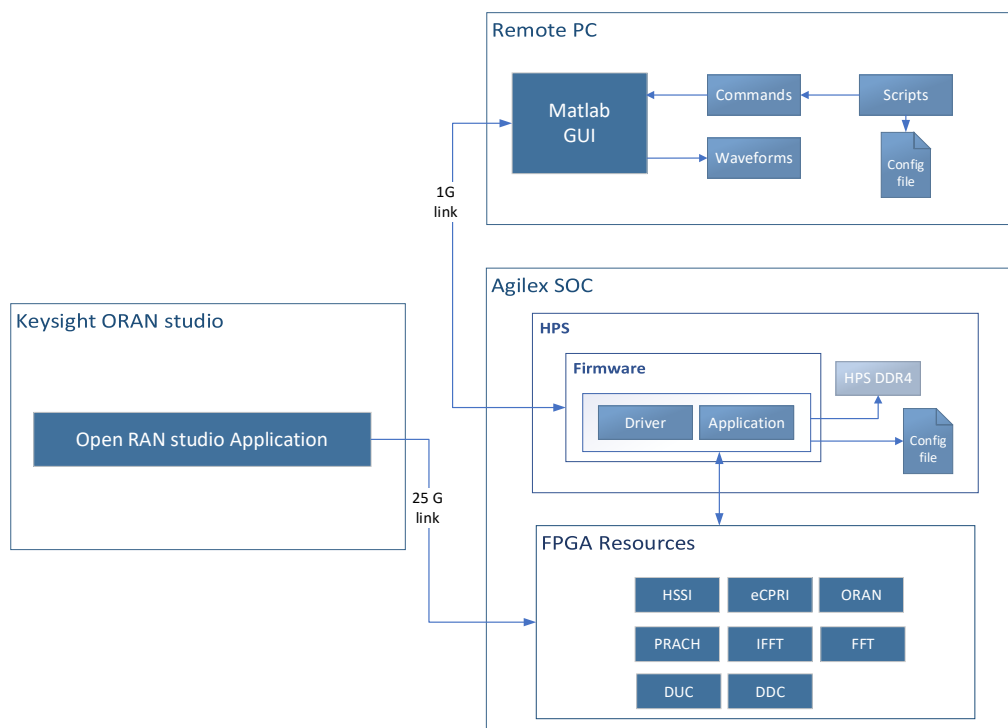 Remote PC
Matlab
GUI
Commands
Scripts
Waveforms
Config
file
1G
link
Agilex SOC
HPS
Firmware
HPS DDR4
Driver
Application
Config
file
Keysight ORAN studio
Open RAN studio Application
25 G
link
FPGA Resources
HSSI
eCPRI
ORAN
PRACH
IFFT
FFT
DUC
DDC